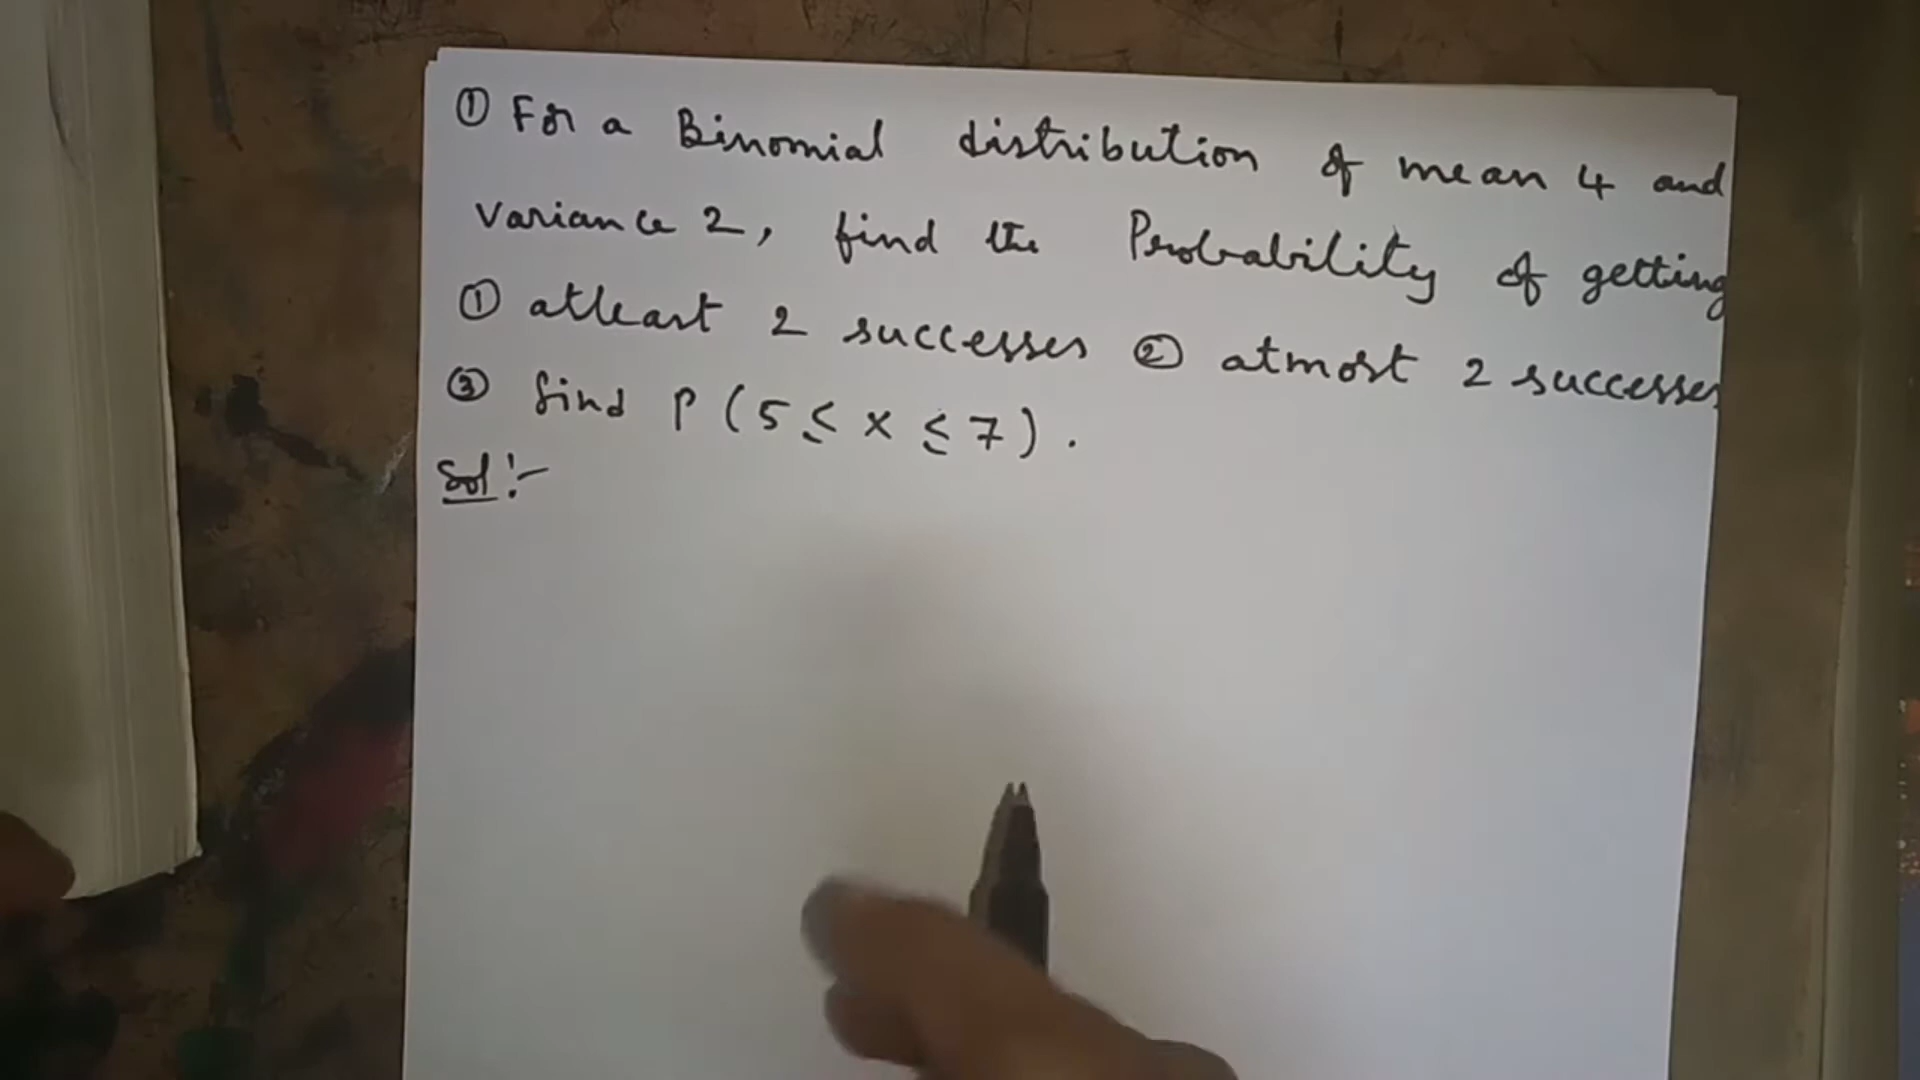 ① For a Binomial distribution of mean 4 and
variance 2, find the Probability of getting
① atleast 2 successes ② atmost 2 successes
③ find P(5 ≤ x ≤ 7).
Sol:-